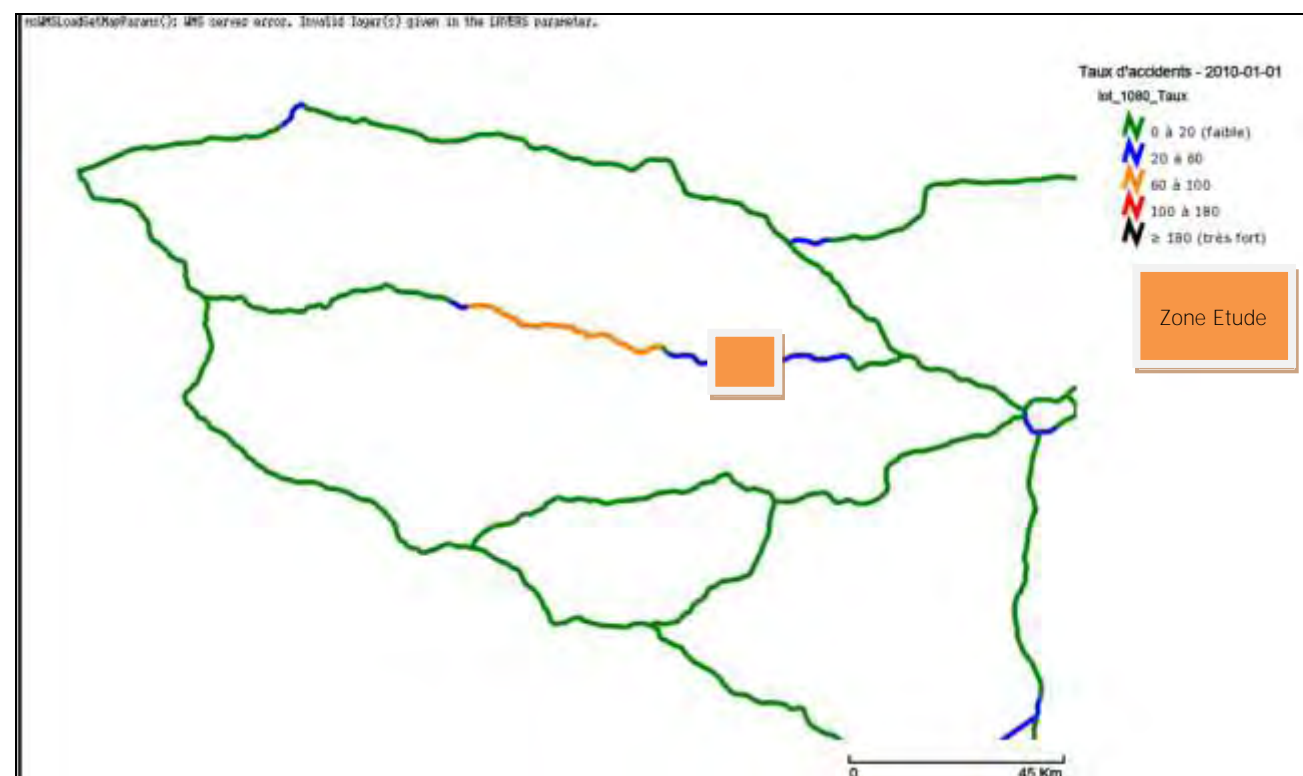 msWMSLoadGetMapParams(): WMS server error. Invalid layer(s) given in the LAYERS parameter.
Taux d'accidents - 2010-01-01
lot_1080_Taux
0 à 20 (faible)
20 à 60
60 à 100
100 à 180
≥ 180 (très fort)
Zone Etude
0 45 Km